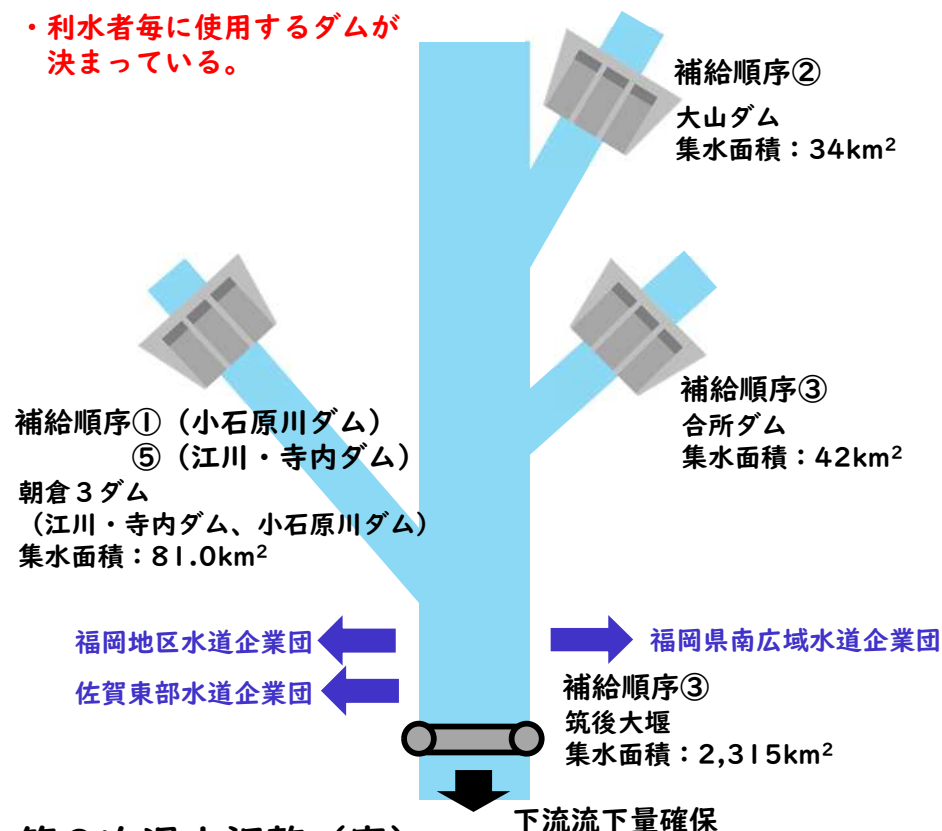 ・利水者毎に使用するダムが
決まっている。
補給順序②
大山ダム
集水面積：34km²
補給順序③
合所ダム
集水面積：42km²
補給順序①（小石原川ダム）
⑤（江川・寺内ダム）
朝倉３ダム
（江川・寺内ダム、小石原川ダム）
集水面積：81.0km²
福岡地区水道企業団
佐賀東部水道企業団
福岡県南広域水道企業団
補給順序③
筑後大堰
集水面積：2,315km²
下流流下量確保